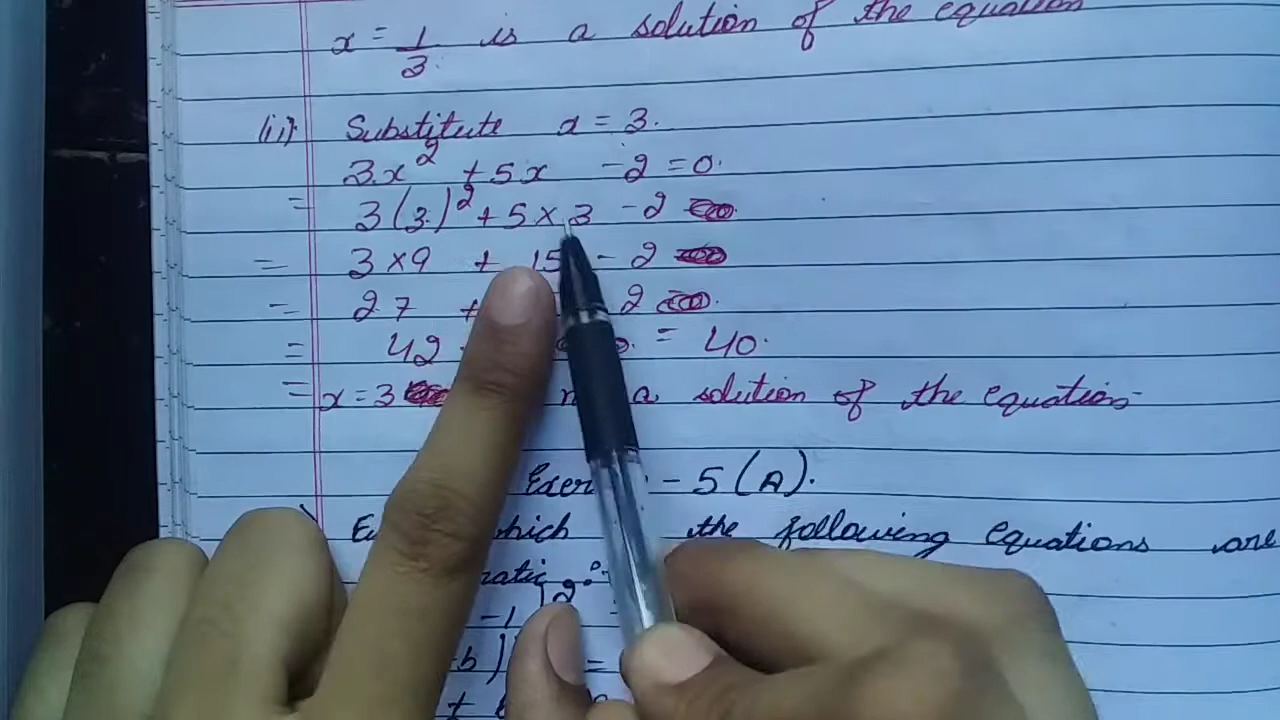 x = 1/3 is a solution of the equation
(ii) Substitute x = 3.
3x² + 5x - 2 = 0.
= 3(3)² + 5 × 3 - 2
= 3 × 9 + 15 - 2
= 27 + 2
= 42 = 40.
= x = 3 a solution of the equation
- 5 (A).
which the following equations are
-1
b) =
+